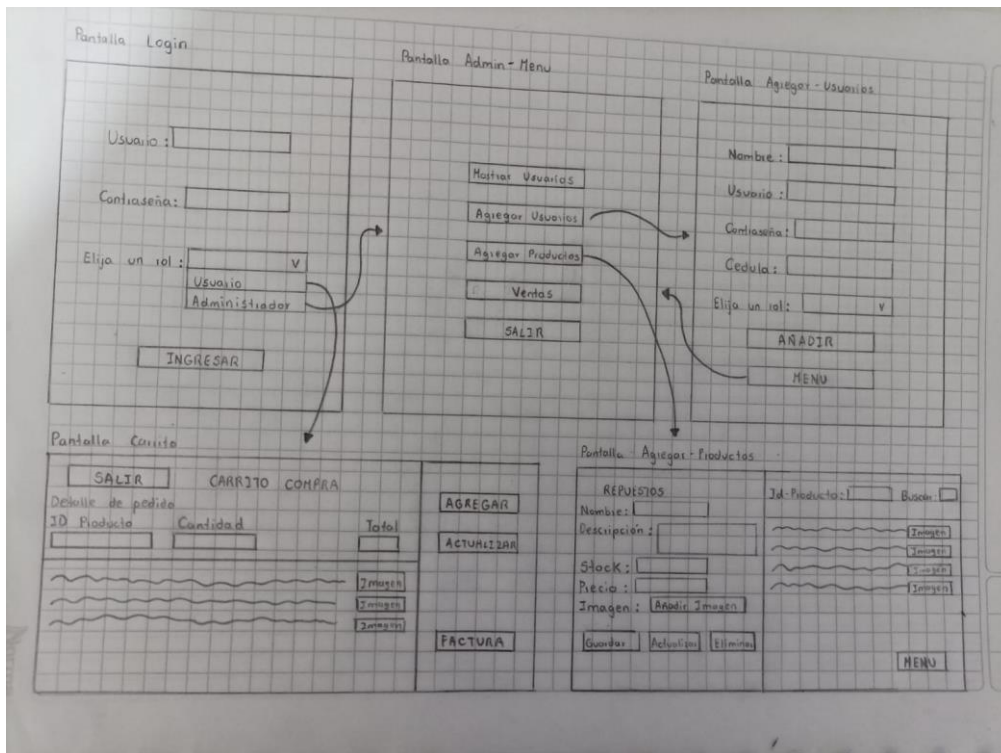 Pantalla Login
Usuario :
Contraseña:
Elija un rol : v
Usuario
Administrador
INGRESAR
Pantalla Admin - Menu
Mostrar Usuarios
Agregar Usuarios
Agregar Productos
Ventas
SALIR
Pantalla Agregar - Usuarios
Nombre :
Usuario :
Contraseña:
Cedula:
Elija un rol: v
AÑADIR
MENU
Pantalla Carrito
SALIR CARRITO COMPRA
Detalle de pedido
ID Producto Cantidad Total
Imagen
Imagen
Imagen
AGREGAR
ACTUALIZAR
FACTURA
Pantalla Agregar - Productos
REPUESTOS
Nombre:
Descripción :
Stock :
Precio :
Imagen : Añadir Imagen
Guardar Actualizar Eliminar
Id-Producto: Buscar:
Imagen
Imagen
Imagen
Imagen
MENU